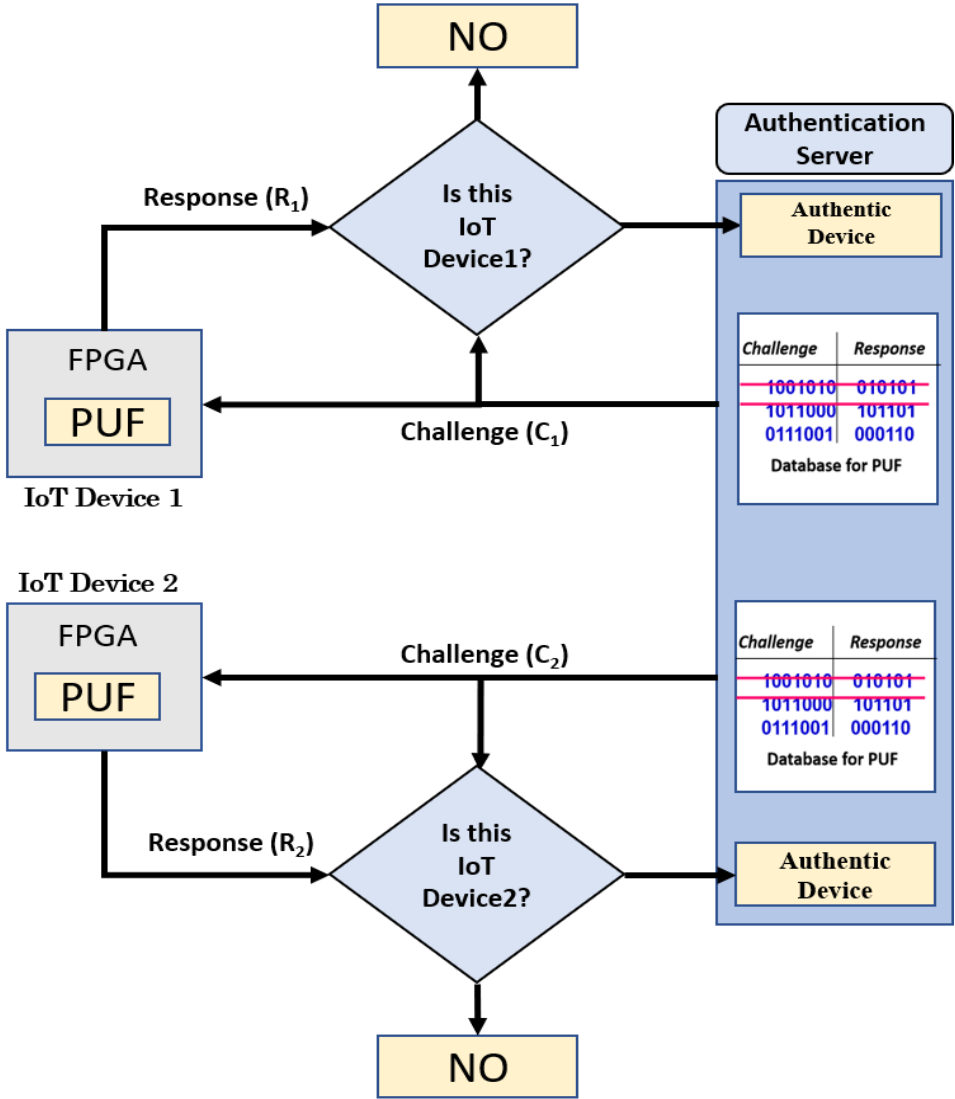 NO
Authentication
Server
Is this
IoT
Device1?
Response (R₁)
Authentic
Device
FPGA
PUF
IoT Device 1
Challenge (C₁)
Challenge Response
1001010 010101
1011000 101101
0111001 000110
Database for PUF
IoT Device 2
FPGA
PUF
Challenge (C₂)
Challenge Response
1001010 010101
1011000 101101
0111001 000110
Database for PUF
Response (R₂)
Is this
IoT
Device2?
Authentic
Device
NO